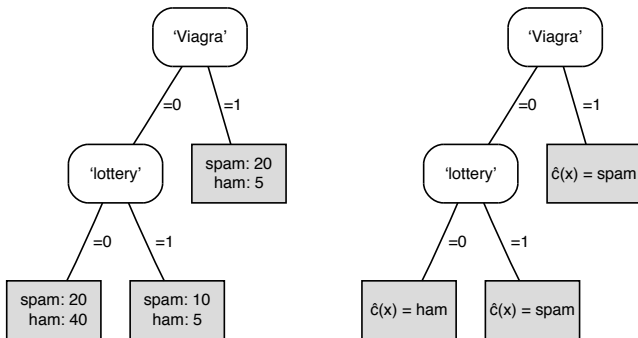 ‘Viagra’
=0
=1
‘lottery’
spam: 20
ham: 5
=0
=1
spam: 20
ham: 40
spam: 10
ham: 5
‘Viagra’
=0
=1
‘lottery’
ĉ(x) = spam
=0
=1
ĉ(x) = ham
ĉ(x) = spam